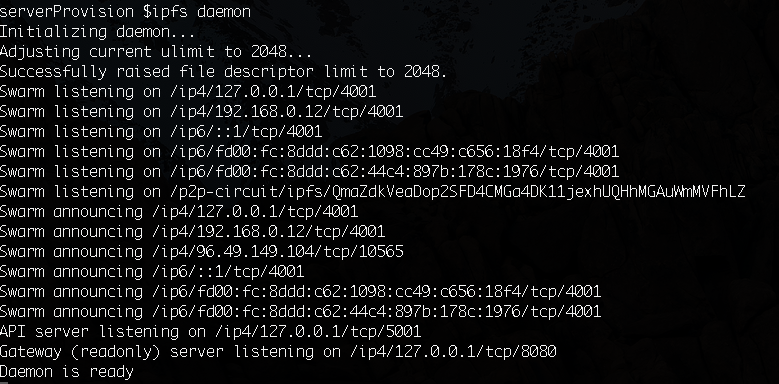 serverProvision $ipfs daemon
Initializing daemon...
Adjusting current ulimit to 2048...
Successfully raised file descriptor limit to 2048.
Swarm listening on /ip4/127.0.0.1/tcp/4001
Swarm listening on /ip4/192.168.0.12/tcp/4001
Swarm listening on /ip6/::1/tcp/4001
Swarm listening on /ip6/fd00:fc:8ddd:c62:1098:cc49:c656:18f4/tcp/4001
Swarm listening on /ip6/fd00:fc:8ddd:c62:44c4:897b:178c:1976/tcp/4001
Swarm listening on /p2p-circuit/ipfs/QmaZdkVeaDop2SFD4CMGa4DK11jexhUQHhMGAuWmMVFhLZ
Swarm announcing /ip4/127.0.0.1/tcp/4001
Swarm announcing /ip4/192.168.0.12/tcp/4001
Swarm announcing /ip4/96.49.149.104/tcp/10565
Swarm announcing /ip6/::1/tcp/4001
Swarm announcing /ip6/fd00:fc:8ddd:c62:1098:cc49:c656:18f4/tcp/4001
Swarm announcing /ip6/fd00:fc:8ddd:c62:44c4:897b:178c:1976/tcp/4001
API server listening on /ip4/127.0.0.1/tcp/5001
Gateway (readonly) server listening on /ip4/127.0.0.1/tcp/8080
Daemon is ready